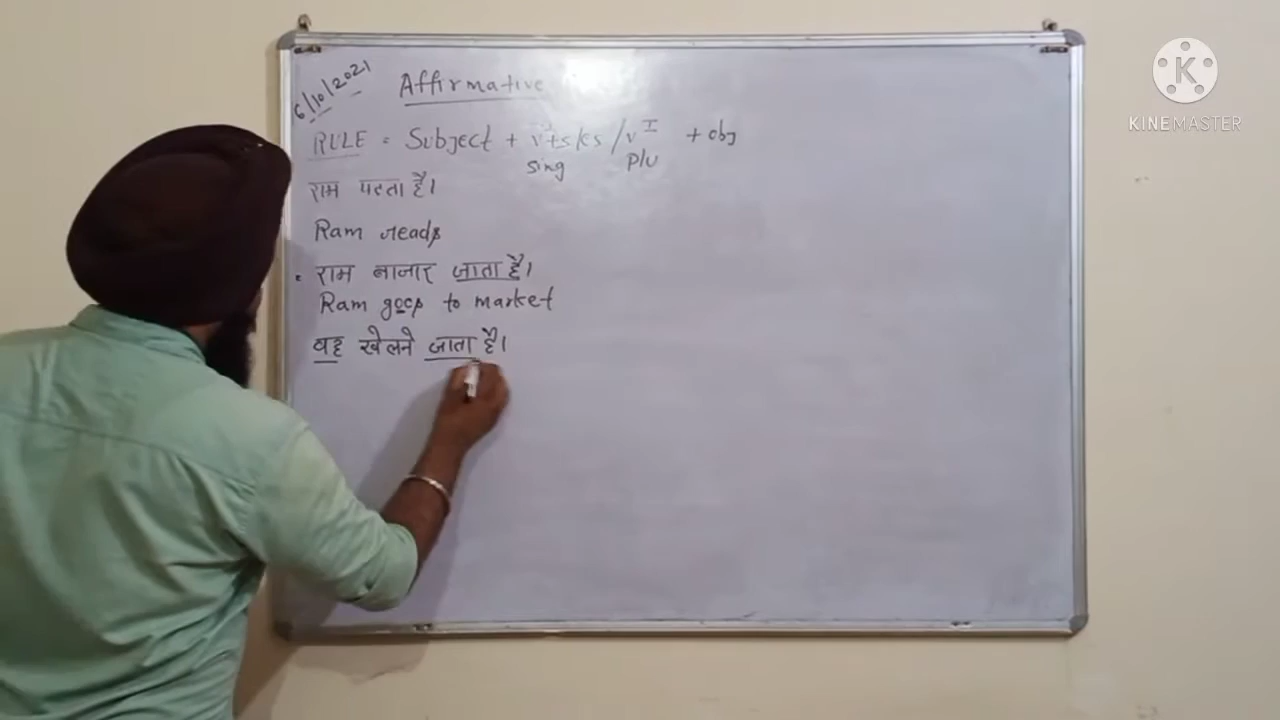 6/10/2021
Affirmative
RULE = Subject + v+s/es / vI + obj
sing plu
राम पढता है।
Ram reads
राम बाजार जाता है।
Ram goes to market
वह खेलने जाता है।
KINEMASTER